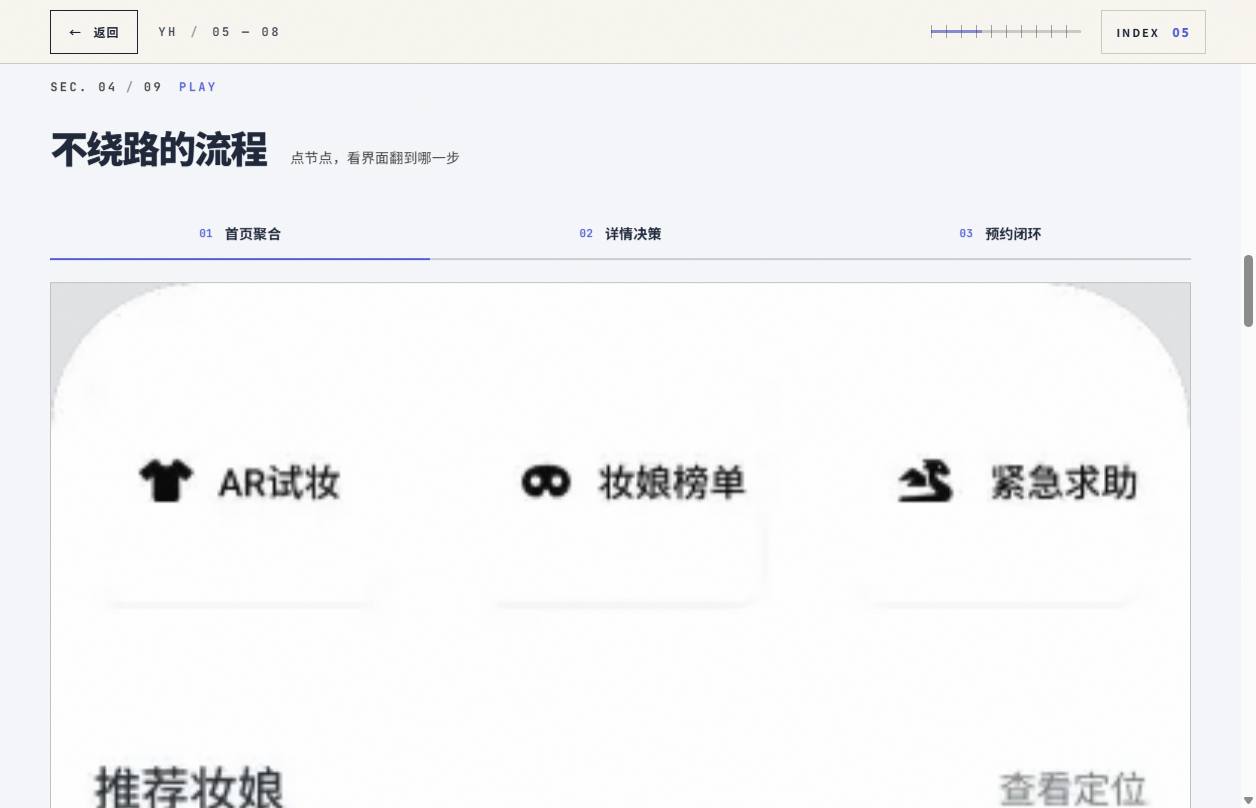 ← 返回 YH / 05 — 08 INDEX 05
SEC. 04 / 09 PLAY
不绕路的流程 点节点，看界面翻到哪一步
01 首页聚合 02 详情决策 03 预约闭环
AR试妆 妆娘榜单 紧急求助
推荐妆娘 查看定位